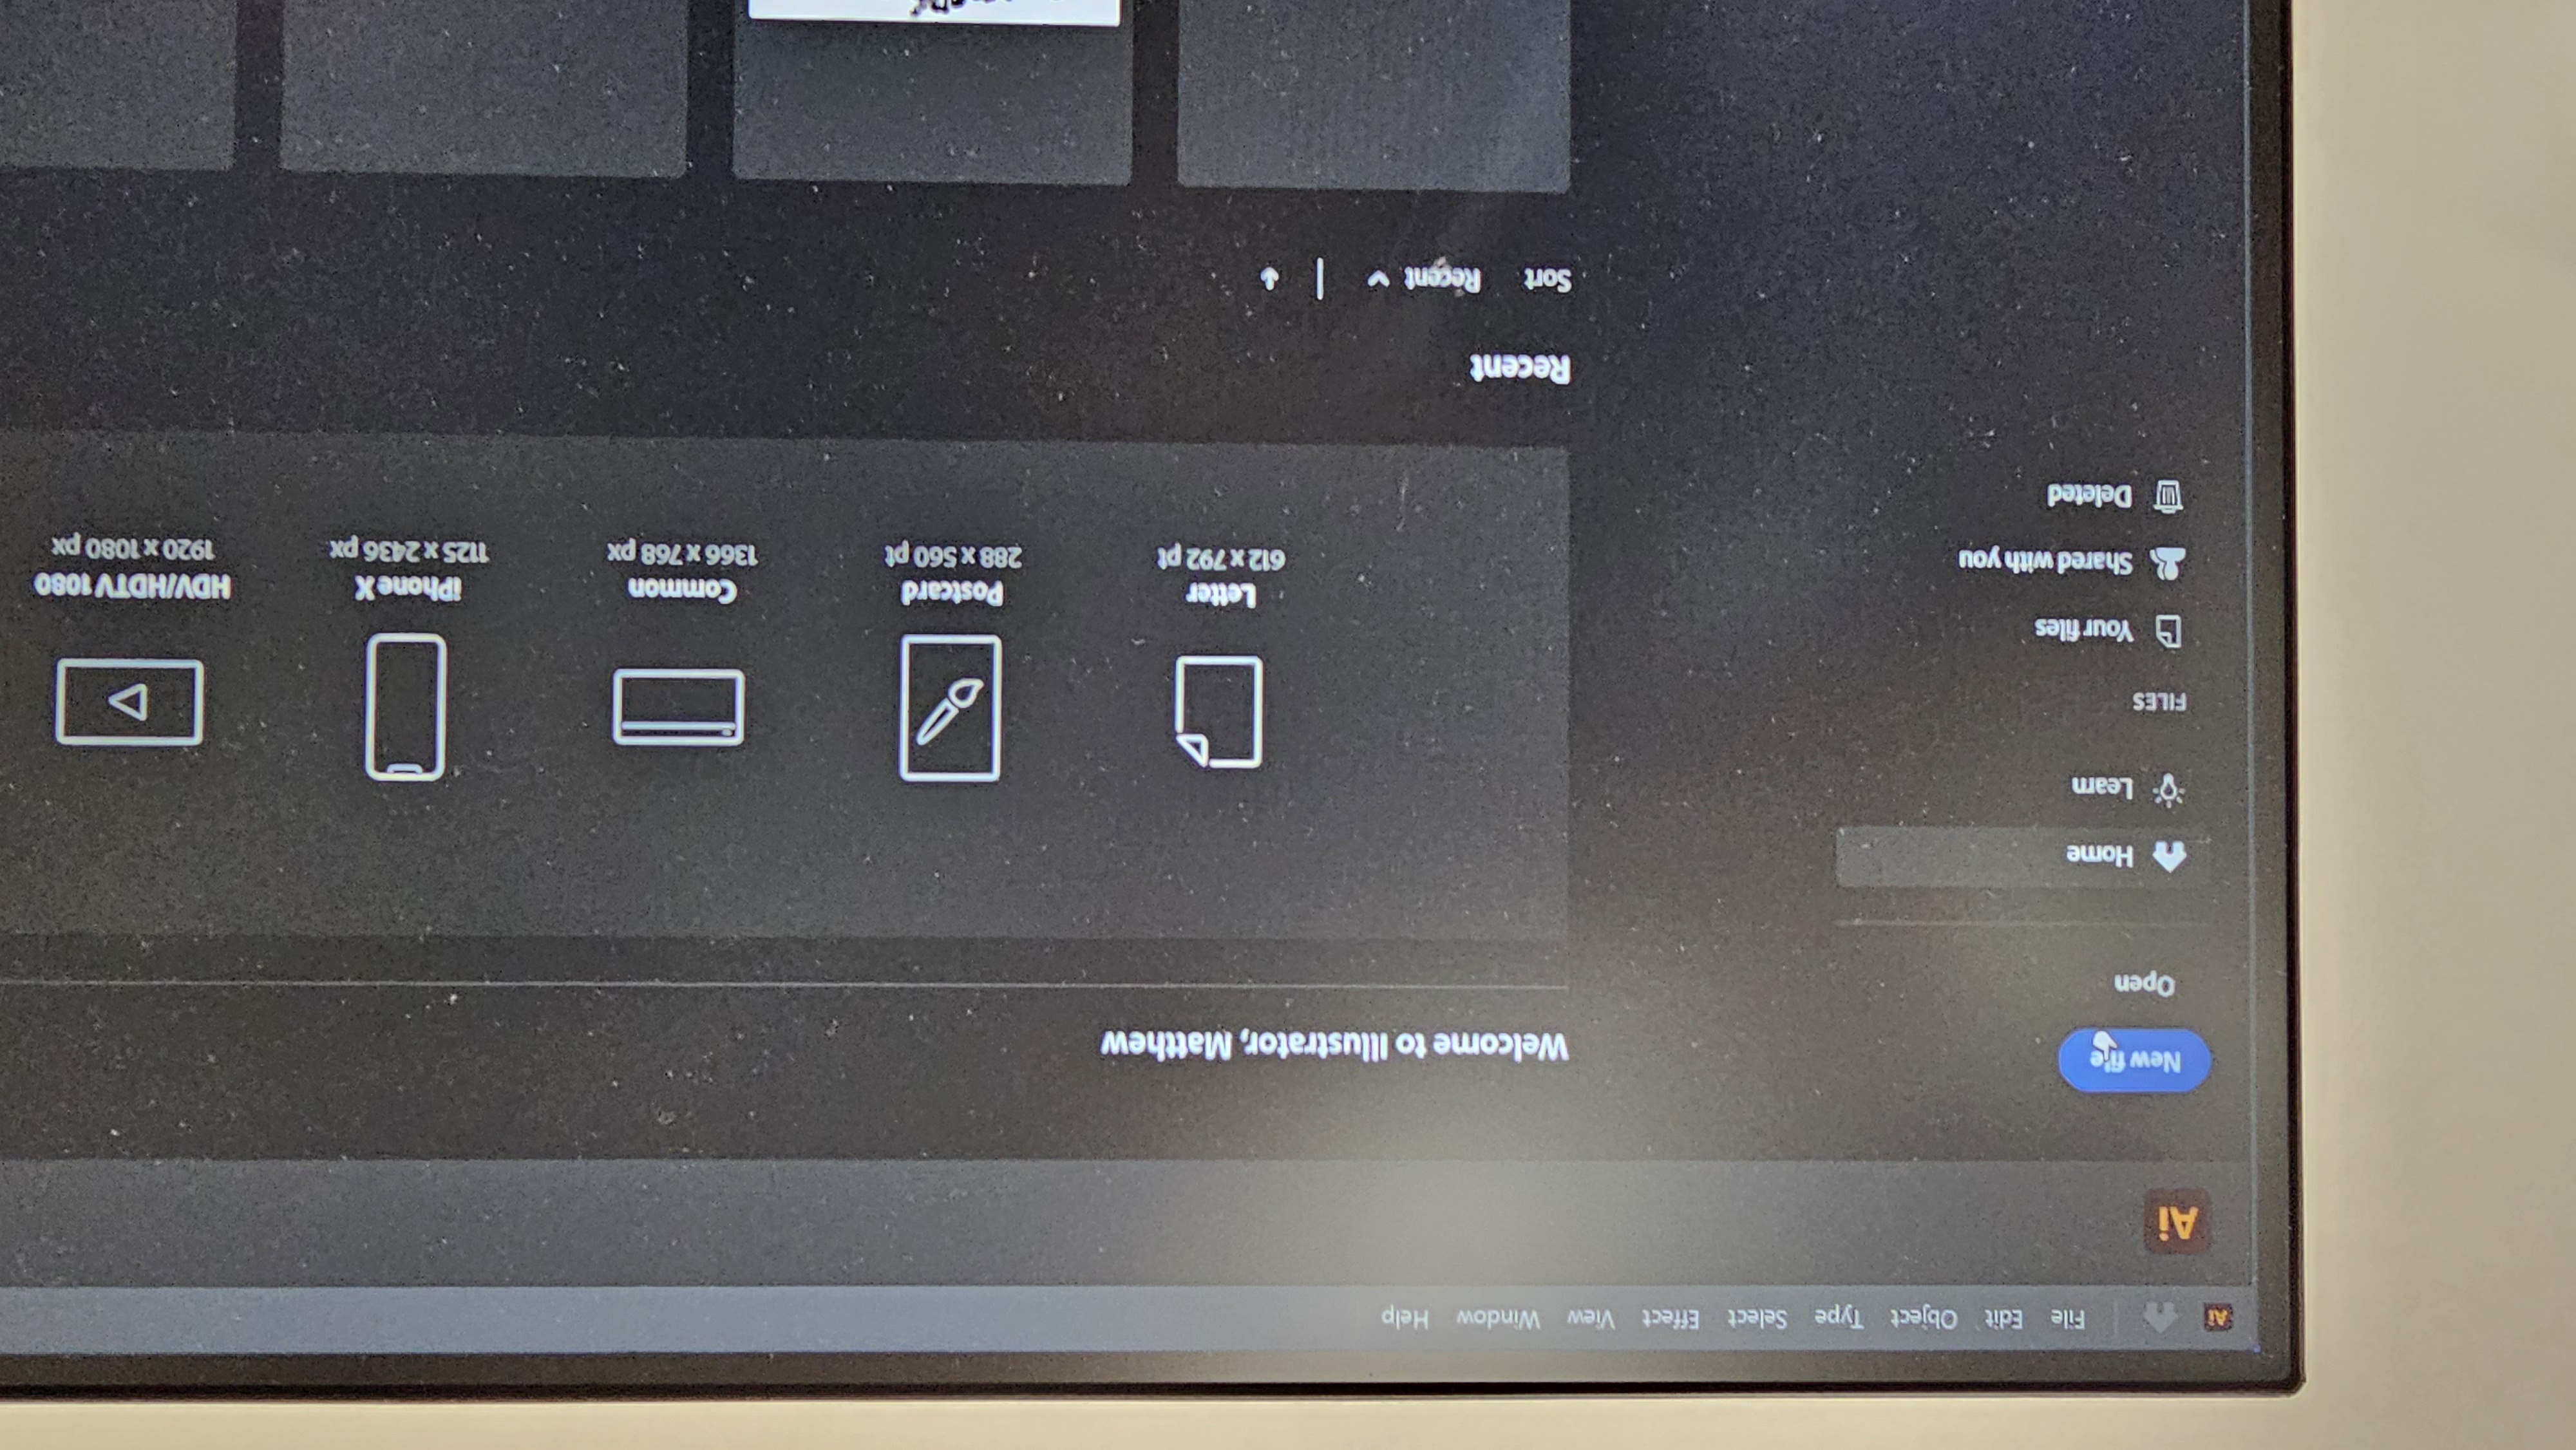 Ai File Edit Object Type Select Effect View Window Help
Ai
New file
Open
Home
Learn
FILES
Your files
Shared with you
Deleted
Welcome to Illustrator, Matthew
Letter
612 x 792 pt
Postcard
288 x 560 pt
Common
1366 x 768 px
iPhone X
1125 x 2436 px
HDV/HDTV 1080
1920 x 1080 px
Recent
Sort Recent